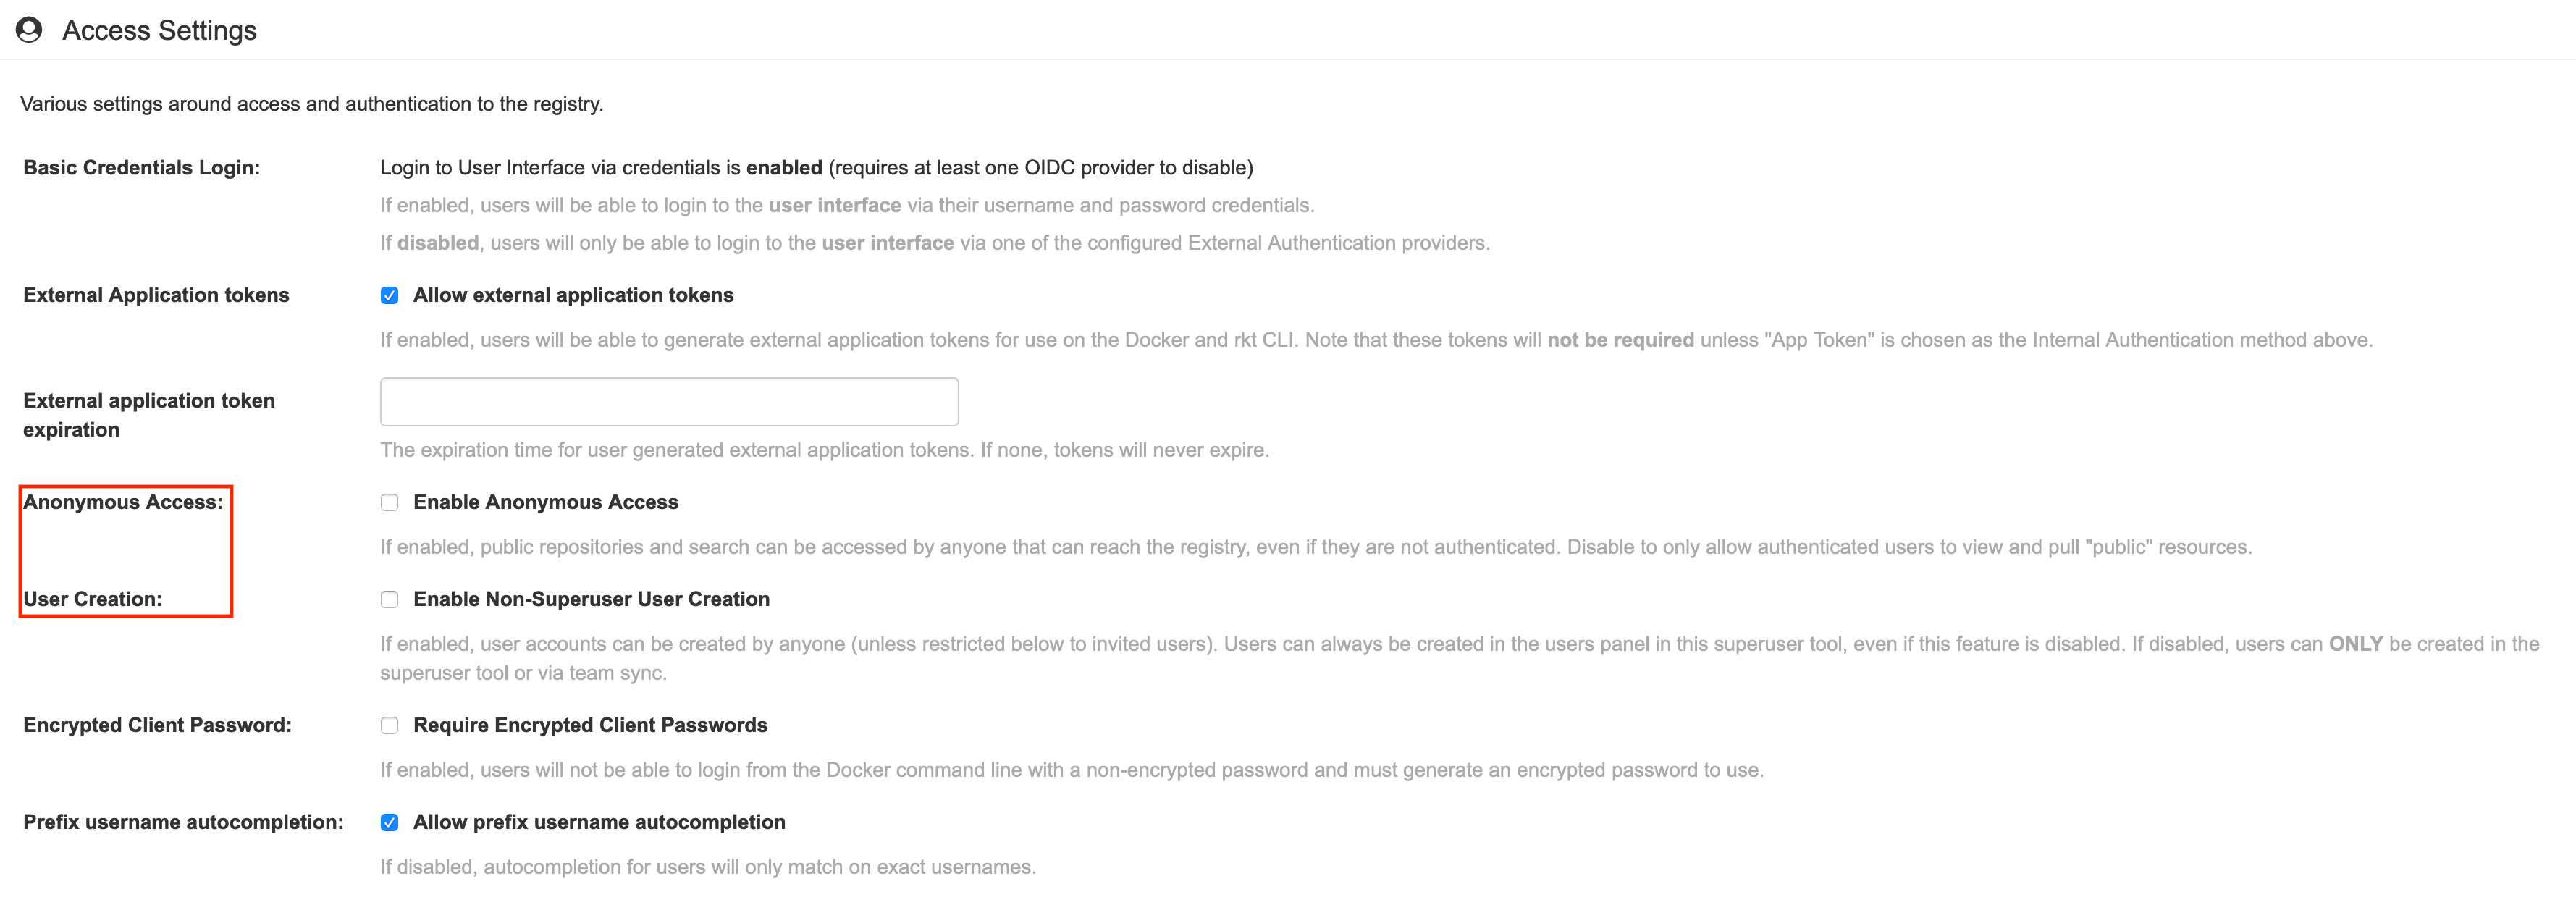 Access Settings
Various settings around access and authentication to the registry.
Basic Credentials Login:
Login to User Interface via credentials is enabled (requires at least one OIDC provider to disable)
If enabled, users will be able to login to the user interface via their username and password credentials.
If disabled, users will only be able to login to the user interface via one of the configured External Authentication providers.
External Application tokens
Allow external application tokens
If enabled, users will be able to generate external application tokens for use on the Docker and rkt CLI. Note that these tokens will not be required unless "App Token" is chosen as the Internal Authentication method above.
External application token
expiration
The expiration time for user generated external application tokens. If none, tokens will never expire.
Anonymous Access:
Enable Anonymous Access
If enabled, public repositories and search can be accessed by anyone that can reach the registry, even if they are not authenticated. Disable to only allow authenticated users to view and pull "public" resources.
User Creation:
Enable Non-Superuser User Creation
If enabled, user accounts can be created by anyone (unless restricted below to invited users). Users can always be created in the users panel in this superuser tool, even if this feature is disabled. If disabled, users can ONLY be created in the
superuser tool or via team sync.
Encrypted Client Password:
Require Encrypted Client Passwords
If enabled, users will not be able to login from the Docker command line with a non-encrypted password and must generate an encrypted password to use.
Prefix username autocompletion:
Allow prefix username autocompletion
If disabled, autocompletion for users will only match on exact usernames.